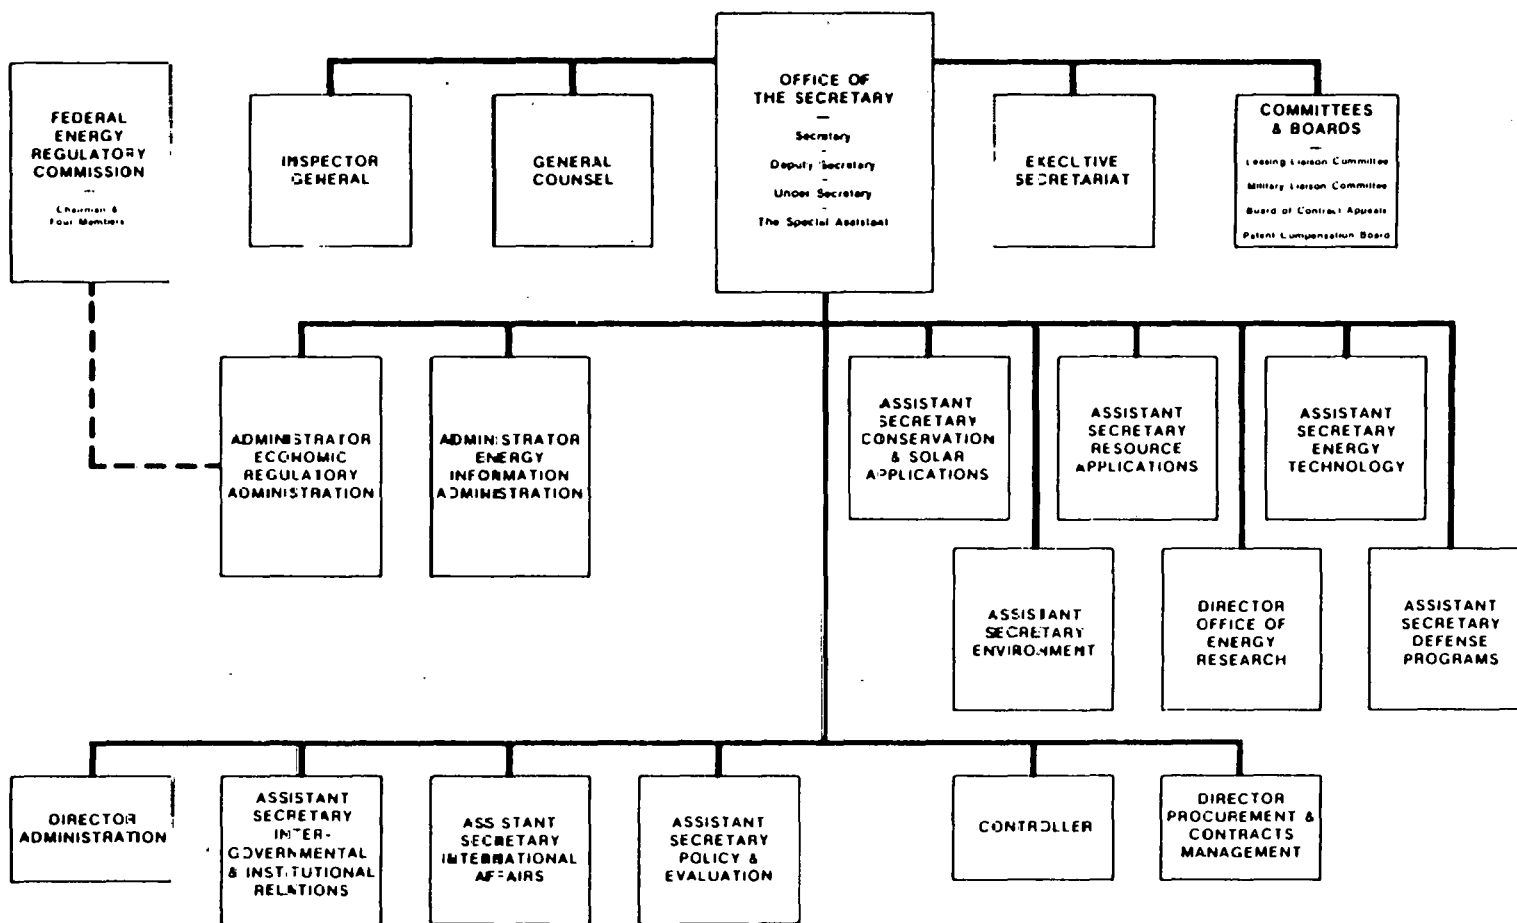 FEDERAL
ENERGY
REGULATORY
COMMISSION
Chairman &
Four Members
INSPECTOR
GENERAL
GENERAL
COUNSEL
OFFICE OF
THE SECRETARY
Secretary
Deputy Secretary
Under Secretary
The Special Assistant
EXECUTIVE
SECRETARIAT
COMMITTEES
& BOARDS
Leasing Liaison Committee
Military Liaison Committee
Board of Contract Appeals
Patent Compensation Board
ADMINISTRATOR
ECONOMIC
REGULATORY
ADMINISTRATION
ADMINISTRATOR
ENERGY
INFORMATION
ADMINISTRATION
ASSISTANT
SECRETARY
CONSERVATION
& SOLAR
APPLICATIONS
ASSISTANT
SECRETARY
RESOURCE
APPLICATIONS
ASSISTANT
SECRETARY
ENERGY
TECHNOLOGY
ASSISTANT
SECRETARY
ENVIRONMENT
DIRECTOR
OFFICE OF
ENERGY
RESEARCH
ASSISTANT
SECRETARY
DEFENSE
PROGRAMS
DIRECTOR
ADMINISTRATION
ASSISTANT
SECRETARY
INTER-
GOVERNMENTAL
& INSTITUTIONAL
RELATIONS
ASSISTANT
SECRETARY
INTERNATIONAL
AFFAIRS
ASSISTANT
SECRETARY
POLICY &
EVALUATION
CONTROLLER
DIRECTOR
PROCUREMENT &
CONTRACTS
MANAGEMENT